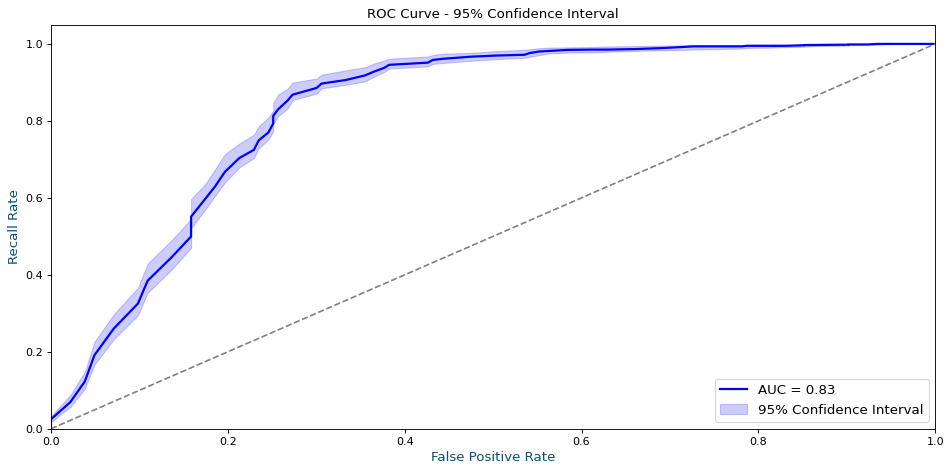 ROC Curve - 95% Confidence Interval
1.0
0.8
0.6
0.4
0.2
0.0
Recall Rate
AUC = 0.83
95% Confidence Interval
0.0 0.2 0.4 0.6 0.8 1.0
False Positive Rate